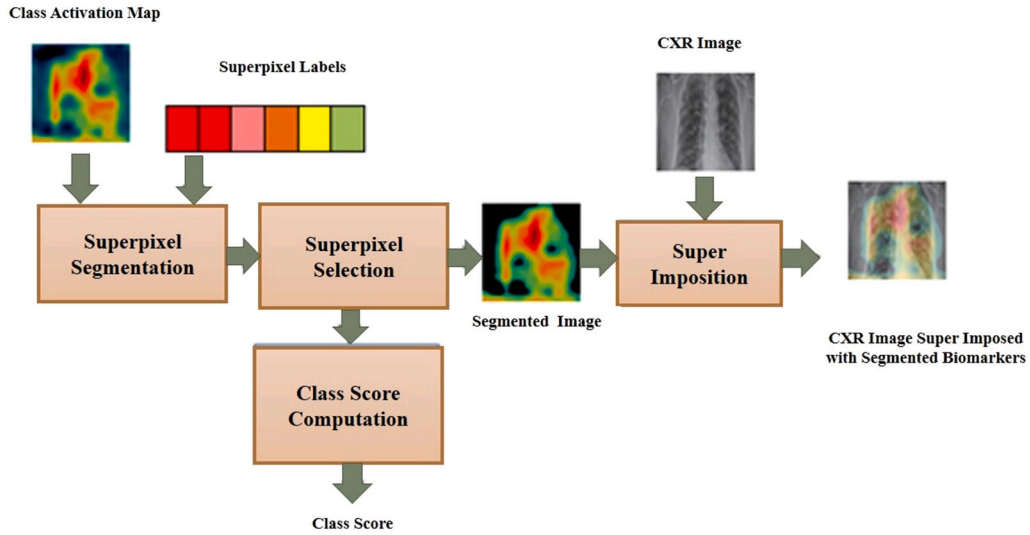 Class Activation Map
Superpixel Labels
CXR Image
Superpixel
Segmentation
Superpixel
Selection
Segmented Image
Super
Imposition
CXR Image Super Imposed
with Segmented Biomarkers
Class Score
Computation
Class Score